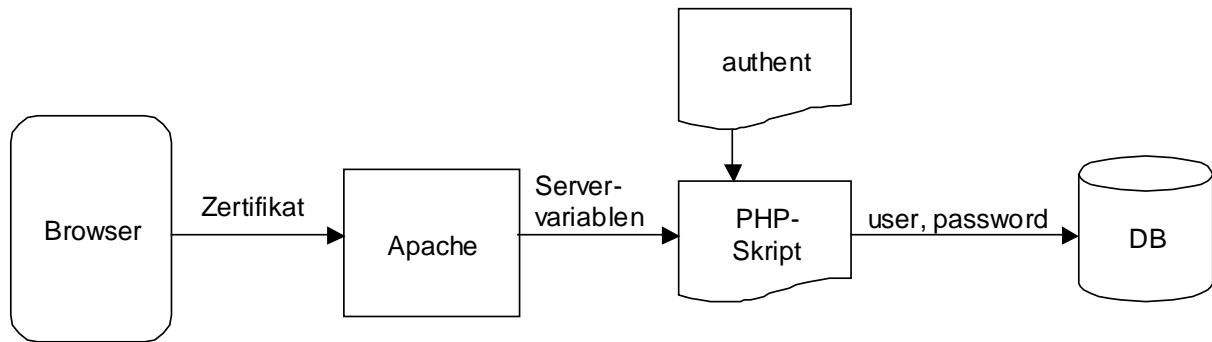 authent
Browser
Zertifikat
Apache
Server-
variablen
PHP-
Skript
user, password
DB